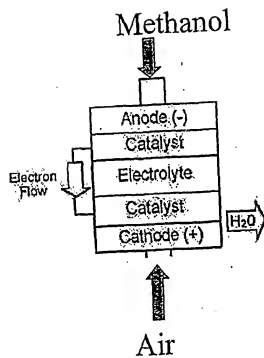 Methanol
Anode (-)
Catalyst
Electron
Flow
Electrolyte
Catalyst
H₂O
Cathode (+)
Air